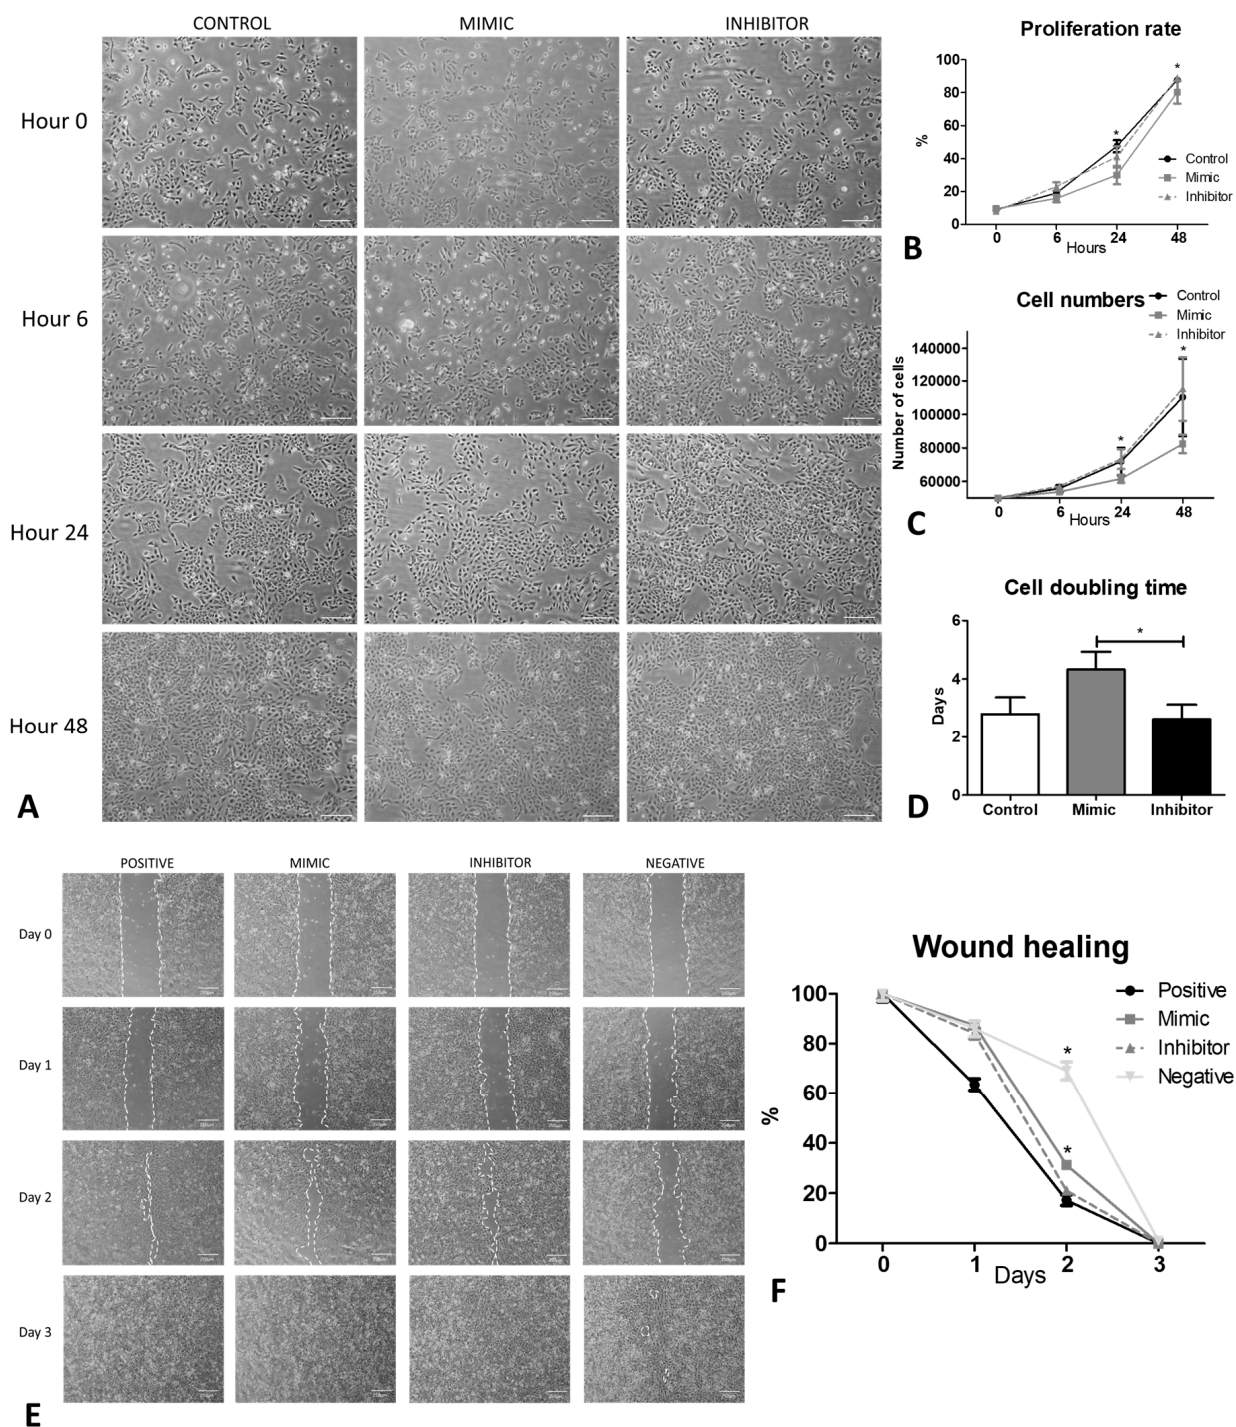 CONTROL MIMIC INHIBITOR
Hour 0
Hour 6
Hour 24
Hour 48
A
Proliferation rate
100
80
60
40
20
0
%
* *
Control
Mimic
Inhibitor
0 6 24 48
Hours
B
Cell numbers
Control
Mimic
Inhibitor
140000
120000
100000
80000
60000
Number of cells
* *
0 6 24 48
Hours
C
Cell doubling time
6
4
2
0
Days
*
Control Mimic Inhibitor
D
POSITIVE MIMIC INHIBITOR NEGATIVE
Day 0
Day 1
Day 2
Day 3
E
Wound healing
Positive
Mimic
Inhibitor
Negative
100
80
60
40
20
0
%
*
*
0 1 2 3
Days
F